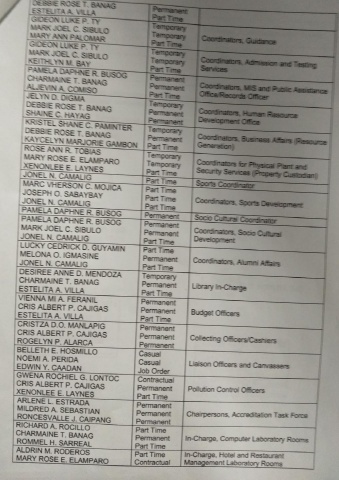 DEBBIE ROSE T. BANAG Permanent
ESTELITA A. VILLA Part Time
GIDEON LUKE P. TY Temporary
MARK JOEL C. SIBULO Temporary Coordinators, Guidance
MARY ANN PALOMAR Part Time
GIDEON LUKE P. TY Temporary
MARK JOEL C. SIBULO Temporary Coordinators, Admission and Testing
KEITHLYN M. BAY Part Time Services
PAMELA DAPHNE R. BUSOG Permanent
CHARMAINE T. BANAG Permanent Coordinators, MIS and Public Assistance
ALJEVIN A. COMISO Part Time Office/Records Officer
JELYN D. DIGMA Temporary
DEBBIE ROSE T. BANAG Permanent Coordinators, Human Resource
SHAINE C. HAYAG Part Time Development Office
KRISTEL SHANE C. PAMINTER Temporary
DEBBIE ROSE T. BANAG Permanent Coordinators, Business Affairs (Resource
KAYCELYN MARJORIE GAMBON Part Time Generation)
ROSE ANN R. TOBIAS Temporary
MARY ROSE E. ELAMPARO Temporary Coordinators for Physical Plant and
XENONLEE E. LAYNES Part Time Security Services (Property Custodian)
JONEL N. CAMALIG Part Time Sports Coordinator
MARC VHERSON C. MOJICA Part Time
JOSEPH O. SABAYBAY Part Time Coordinators, Sports Development
JONEL N. CAMALIG Part Time
PAMELA DAPHNE R. BUSOG Permanent Socio Cultural Coordinator
PAMELA DAPHNE R. BUSOG Permanent
MARK JOEL C. SIBULO Permanent Coordinators, Socio Cultural
JONEL N. CAMALIG Part Time Development
LUCKY CEDRICK D. GUYAMIN Part Time
MELONA O. IGMASINE Permanent Coordinators, Alumni Affairs
JONEL N. CAMALIG Part Time
DESIREE ANNE D. MENDOZA Temporary
CHARMAINE T. BANAG Permanent Library In-Charge
ESTELITA A. VILLA Part Time
VIENNA MI A. FERANIL Permanent
CRIS ALBERT P. CAJIGAS Permanent Budget Officers
ESTELITA A. VILLA Part Time
CRISTZA D.O. MANLAPIG Permanent
CRIS ALBERT P. CAJIGAS Permanent Collecting Officers/Cashiers
ROGELYN P. ALARCA Permanent
BELLETH E. HOSMILLO Casual
NOEMI A. PERIDA Casual Liaison Officers and Canvassers
EDWIN Y. CAADAN Job Order
GWENA ROCHIEL G. LONTOC Contractual
CRIS ALBERT P. CAJIGAS Permanent Pollution Control Officers
XENONLEE E. LAYNES Part Time
ARLENE L. ESTRADA Permanent
MILDRED A. SEBASTIAN Permanent Chairpersons, Accreditation Task Force
RONCESVALLE J. CAIPANG Permanent
RICHARD A. ROCILLO Part Time
CHARMAINE T. BANAG Permanent In-Charge, Computer Laboratory Rooms
ROMMEL H. SARREAL Part Time
ALDRIN M. RODEROS Part Time In-Charge, Hotel and Restaurant
MARY ROSE E. ELAMPARO Contractual Management Laboratory Rooms